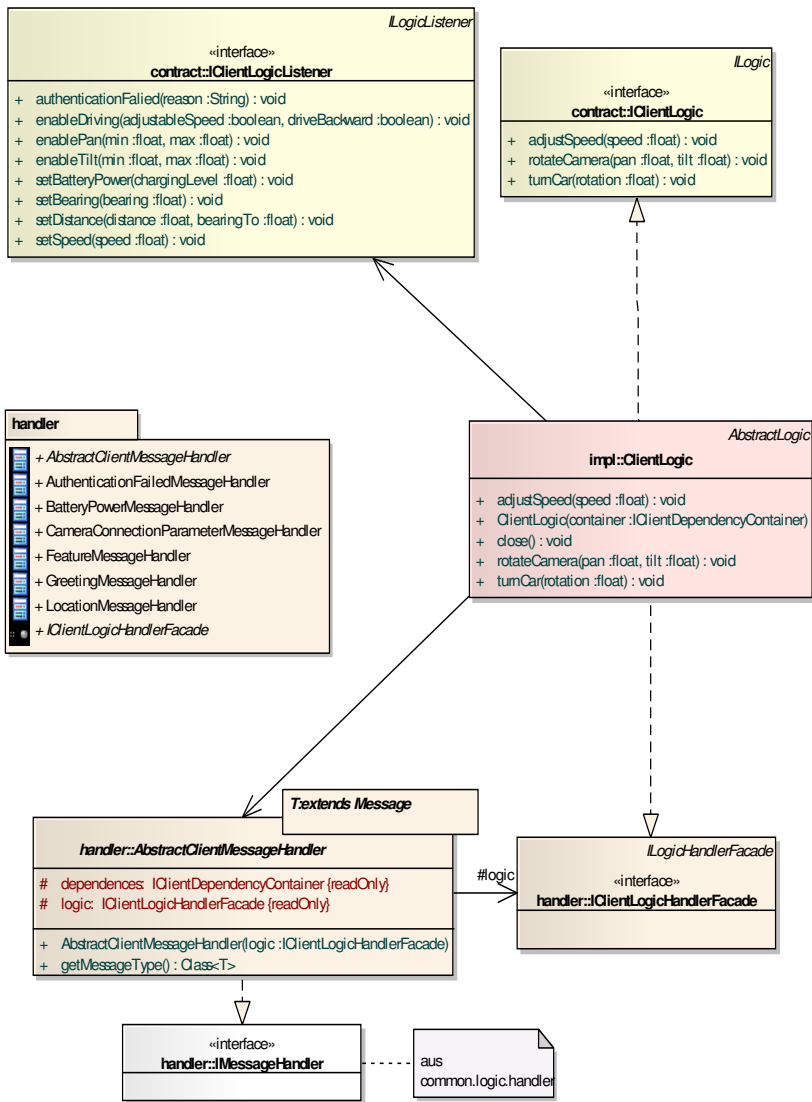 ILogicListener
«interface»
contract::IClientLogicListener
+ authenticationFalied(reason :String) : void
+ enableDriving(adjustableSpeed :boolean, driveBackward :boolean) : void
+ enablePan(min :float, max :float) : void
+ enableTilt(min :float, max :float) : void
+ setBatteryPower(chargingLevel :float) : void
+ setBearing(bearing :float) : void
+ setDistance(distance :float, bearingTo :float) : void
+ setSpeed(speed :float) : void
ILogic
«interface»
contract::IClientLogic
+ adjustSpeed(speed :float) : void
+ rotateCamera(pan :float, tilt :float) : void
+ turnCar(rotation :float) : void
handler
+ AbstractClientMessageHandler
+ AuthenticationFailedMessageHandler
+ BatteryPowerMessageHandler
+ CameraConnectionParameterMessageHandler
+ FeatureMessageHandler
+ GreetingMessageHandler
+ LocationMessageHandler
+ IClientLogicHandlerFacade
AbstractLogic
impl::ClientLogic
+ adjustSpeed(speed :float) : void
+ ClientLogic(container :IClientDependencyContainer)
+ close() : void
+ rotateCamera(pan :float, tilt :float) : void
+ turnCar(rotation :float) : void
T:extends Message
handler::AbstractClientMessageHandler
# dependences: IClientDependencyContainer {readOnly}
# logic: IClientLogicHandlerFacade {readOnly}
+ AbstractClientMessageHandler(logic :IClientLogicHandlerFacade)
+ getMessageType() : Class<T>
#logic
ILogicHandlerFacade
«interface»
handler::IClientLogicHandlerFacade
«interface»
handler::IMessageHandler
aus
common.logic.handler